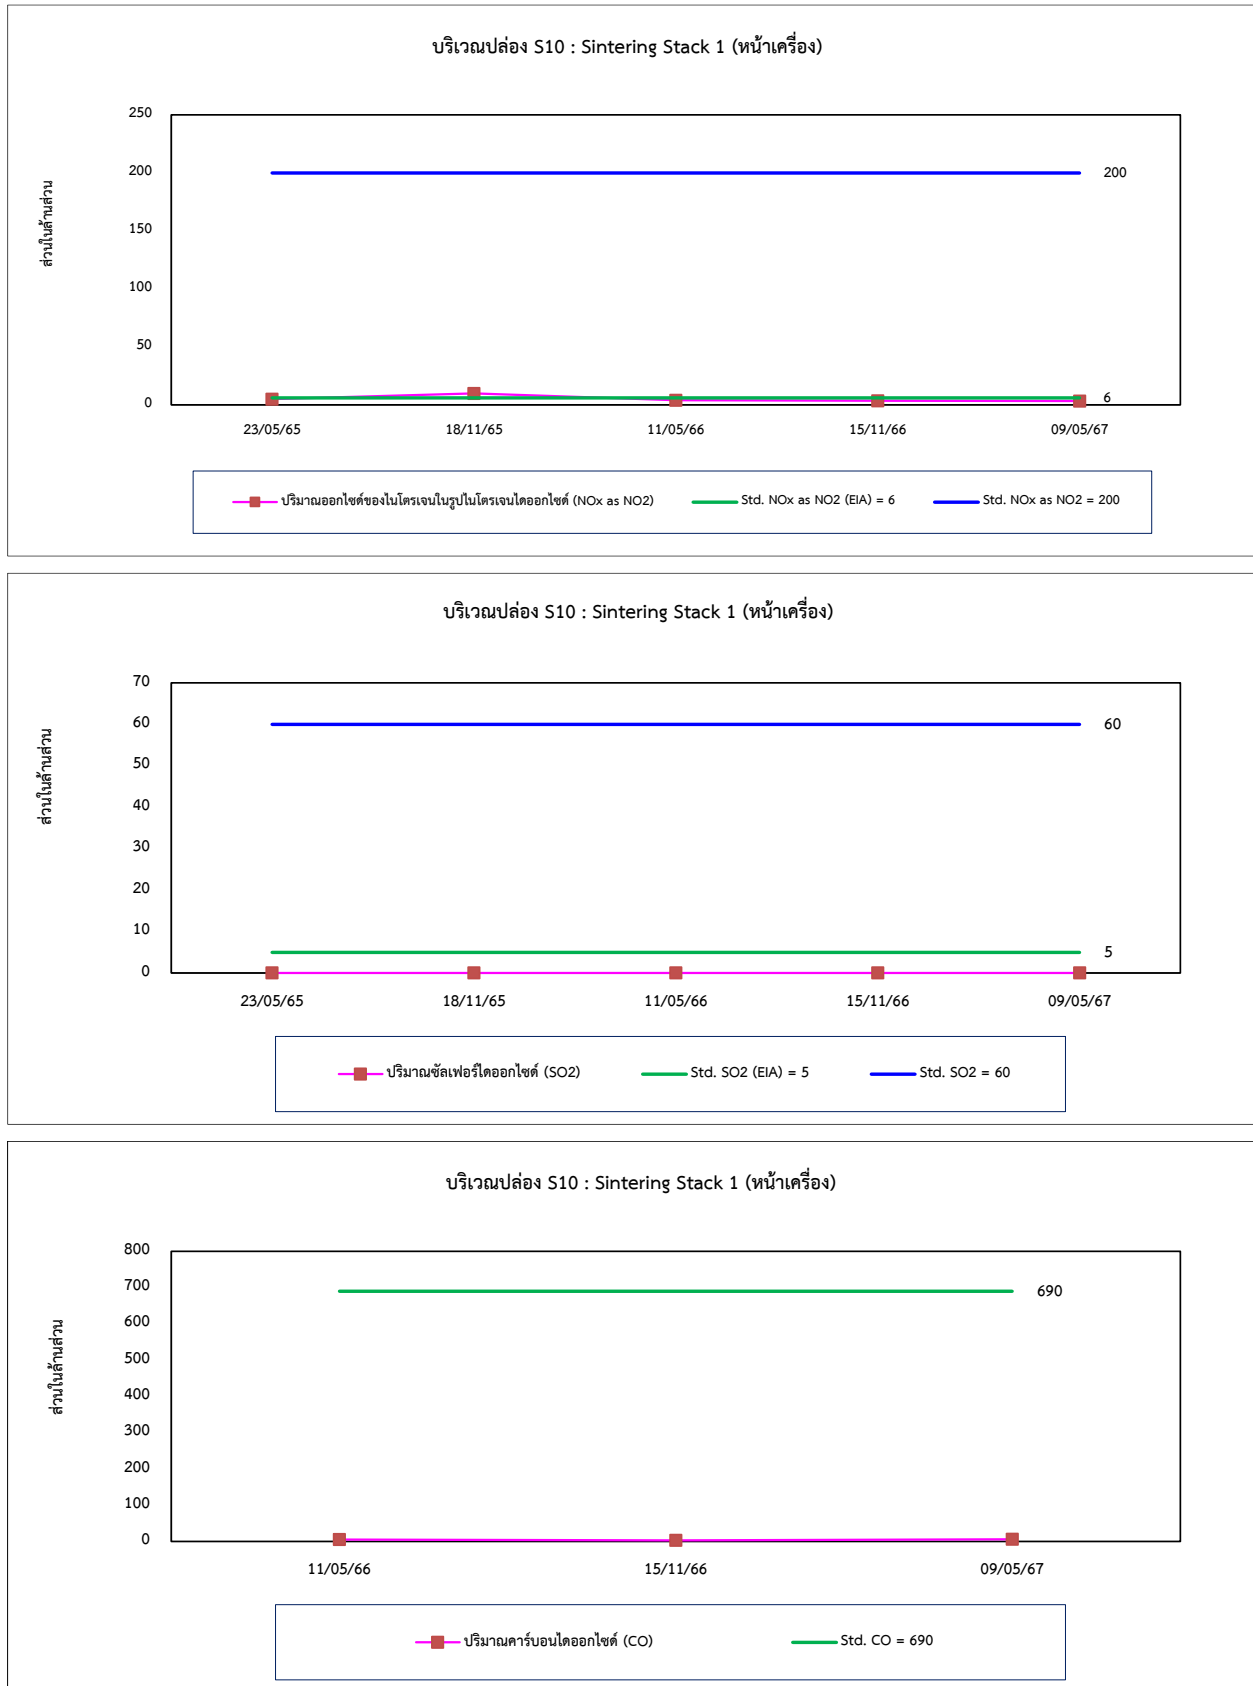 บริเวณปล่อง S10 : Sintering Stack 1 (หน้าเครื่อง)
ส่วนในล้านส่วน
250
200
150
100
50
0
200
6
23/05/65 18/11/65 11/05/66 15/11/66 09/05/67
ปริมาณออกไซด์ของไนโตรเจนในรูปไนโตรเจนไดออกไซด์ (NOx as NO2) Std. NOx as NO2 (EIA) = 6 Std. NOx as NO2 = 200
บริเวณปล่อง S10 : Sintering Stack 1 (หน้าเครื่อง)
ส่วนในล้านส่วน
70
60
50
40
30
20
10
0
60
5
23/05/65 18/11/65 11/05/66 15/11/66 09/05/67
ปริมาณซัลเฟอร์ไดออกไซด์ (SO2) Std. SO2 (EIA) = 5 Std. SO2 = 60
บริเวณปล่อง S10 : Sintering Stack 1 (หน้าเครื่อง)
ส่วนในล้านส่วน
800
700
600
500
400
300
200
100
0
690
11/05/66 15/11/66 09/05/67
ปริมาณคาร์บอนไดออกไซด์ (CO) Std. CO = 690